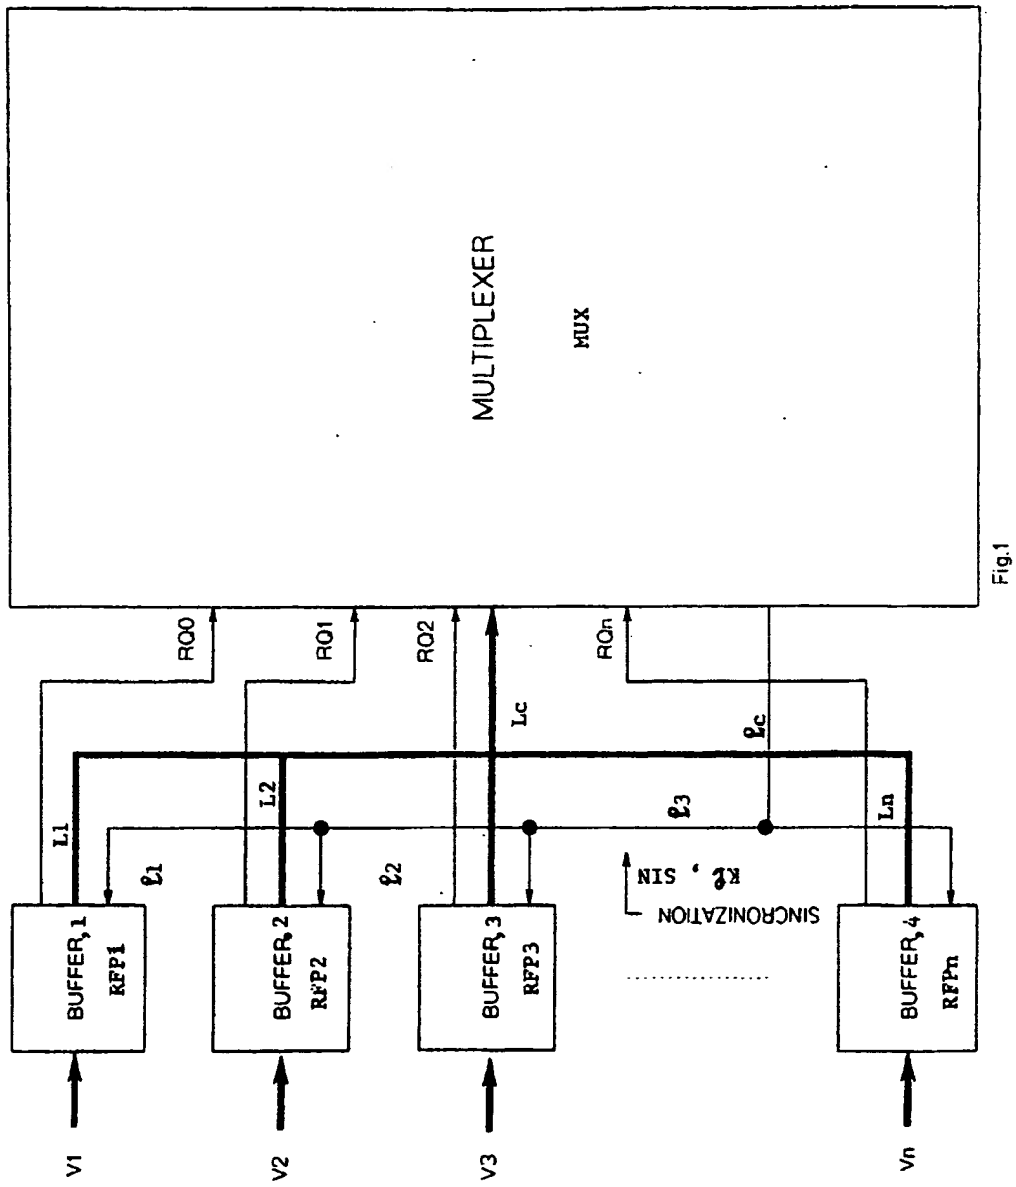 MULTIPLEXER
MUX
RQ0
RQ1
RQ2
RQn
Lc
ℓc
L1
L2
Ln
ℓ1
ℓ2
ℓ3
Kℓ, SIN
SINCRONIZATION
BUFFER,1
RFP1
BUFFER,2
RFP2
BUFFER,3
RFP3
BUFFER,4
RFPn
V1
V2
V3
Vn
Fig.1